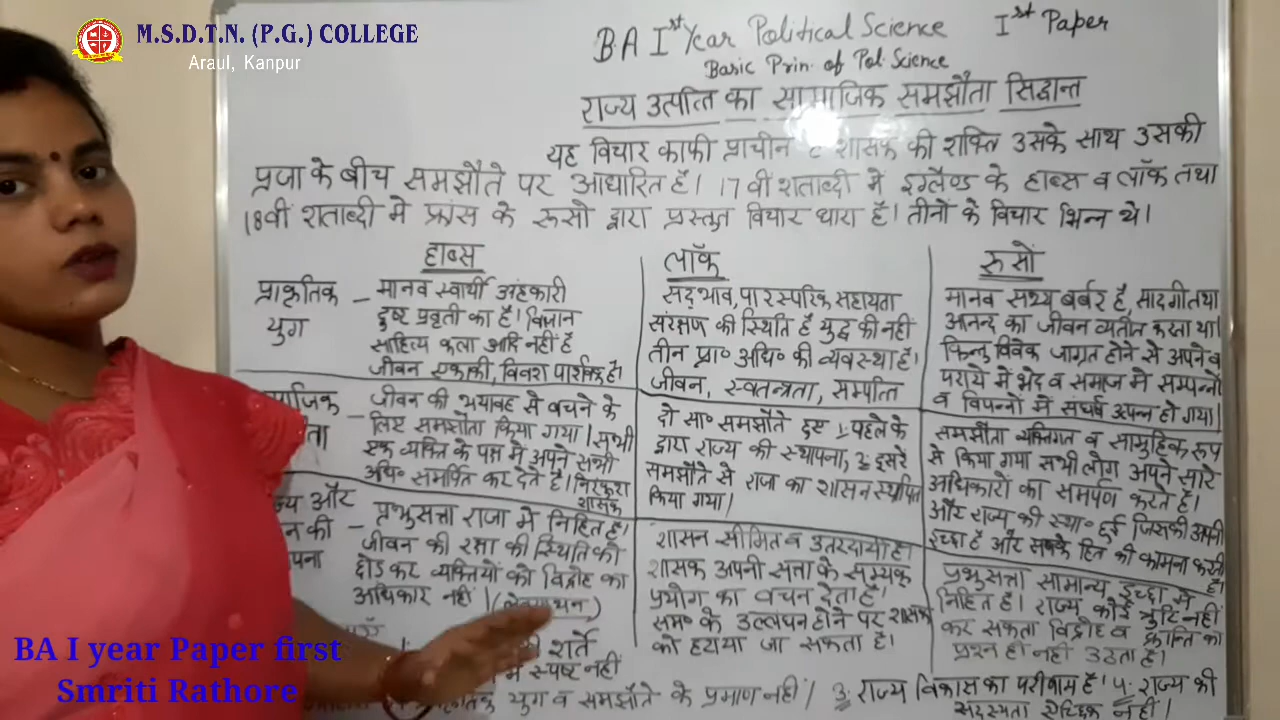 M.S.D.T.N. (P.G.) COLLEGE
Araul, Kanpur
B.A Ist Year Political Science Ist Paper
Basic Prin. of Pol. Science
राज्य उत्पत्ति का सामाजिक समझौता सिद्धान्त
यह विचार काफी प्राचीन है शासक की शक्ति उसके साथ उसकी
प्रजा के बीच समझौते पर आधारित है। 17 वी शताब्दी मे इंग्लैण्ड के हाब्स व लॉक तथा
18वीं शताब्दी मे फ्रांस के रूसो द्वारा प्रस्तुत विचार धारा है। तीनों के विचार भिन्न थे।
हाब्स
प्राकृतिक युग – मानव स्वार्थी अंहकारी
दुष्ट प्रवृती का है। विज्ञान
साहित्य कला आदि नहीं है
जीवन एकाकी, विवश पाशविक है।
जीवन की भयावह से बचने के
लिए समझौता किया गया। सभी
एक व्यक्ति के पक्ष मे अपने सभी
अधि० समर्पित कर देते है। निरंकुश
शासक
और – प्रभुसत्ता राजा मे निहित है।
की – जीवन की रक्षा की स्थिति को
छोड कर व्यक्तियों को विद्रोह का
अधिकार नहीं।
लॉक
सद्भाव, पारस्परिक सहायता
संरक्षण की स्थिति है युद्ध की नहीं
तीन प्रा० अधि० की व्यवस्था है।
जीवन, स्वतन्त्रता, सम्पत्ति
दो सा० समझौते हुए 1. पहले के
द्वारा राज्य की स्थापना, 2. दूसरे
समझौते से राजा का शासन स्थापित
किया गया।
शासन सीमित व उतरदायी है।
शासक अपनी सत्ता के सम्यक
प्रयोग का वचन देता है।
सम० के उल्लघंन होने पर शासक
को हटाया जा सकता है।
रुसों
मानव सभ्य बर्बर है, सादगी तथा
आनन्द का जीवन व्यतीत करता था।
किन्तु विवेक जाग्रत होने से अपने व
पराये मे भेद व समाज मे सम्पन्नों
व विपन्नों में संघर्ष उत्पन्न हो गया।
समझौता व्यक्तिगत व सामुहिक रूप
से किया गया सभी लोग अपने सारे
अधिकारों का समर्पण करते है।
और राज्य की स्था० हुई जिसकी अपनी
इच्छा है और सबके हित की कामना करती
है।
प्रभुसत्ता सामान्य इच्छा मे
निहित है। राज्य कोई त्रुटि नहीं
कर सकता विद्रोह व क्रान्ति का
प्रश्न ही नहीं उठता है।
शर्ते
मे स्पष्ट नहीं
युग व समझौते के प्रमाण नहीं। 3. राज्य विकास का परीणाम है। 4. राज्य की
सदस्यता नहीं।
BA I year Paper first
Smriti Rathore